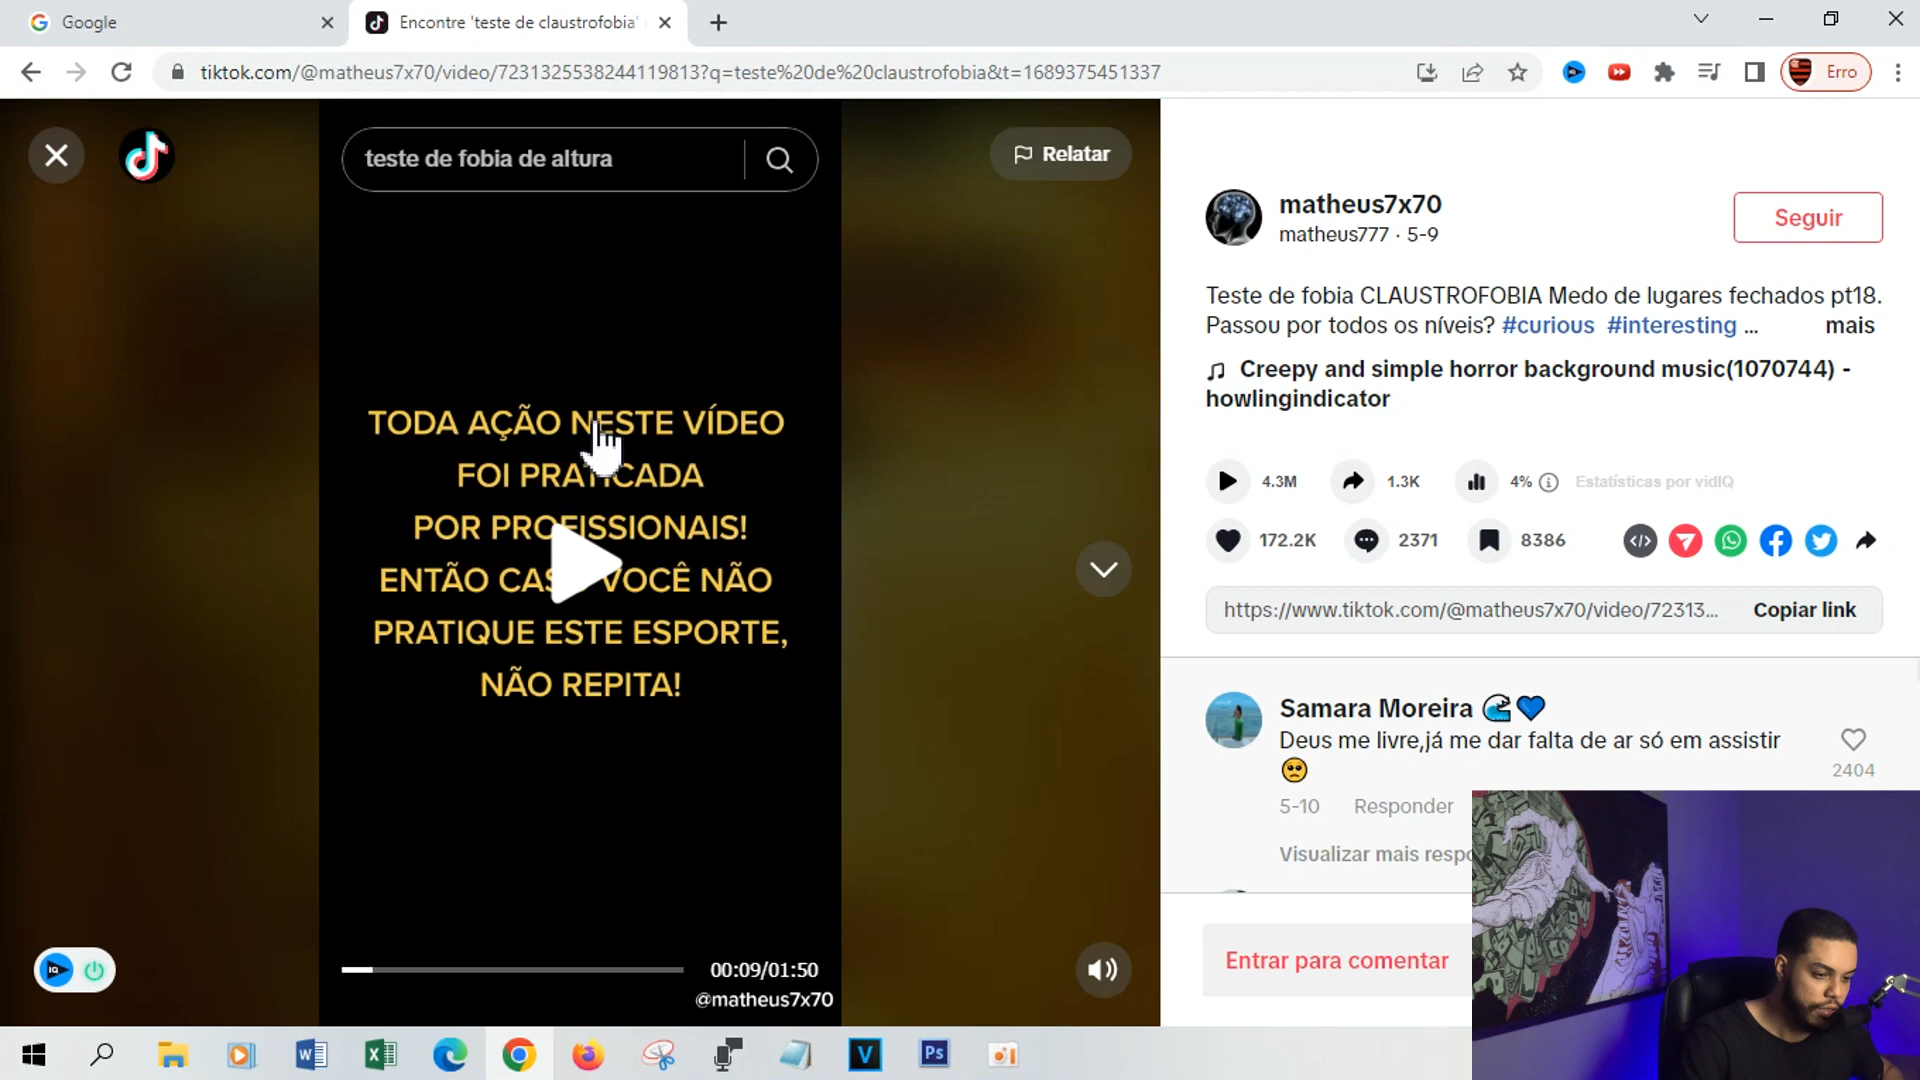 Google
Encontre 'teste de claustrofobia'
tiktok.com/@matheus7x70/video/7231325538244119813?q=teste%20de%20claustrofobia&t=1689375451337
Erro
teste de fobia de altura
Relatar
TODA AÇÃO NESTE VÍDEO
FOI PRATICADA
POR PROFISSIONAIS!
ENTÃO CASO VOCÊ NÃO
PRATIQUE ESTE ESPORTE,
NÃO REPITA!
00:09/01:50
@matheus7x70
IQ
matheus7x70
matheus777 · 5-9
Seguir
Teste de fobia CLAUSTROFOBIA Medo de lugares fechados pt18.
Passou por todos os níveis? #curious #interesting ... mais
Creepy and simple horror background music(1070744) -
howlingindicator
4.3M 1.3K 4% Estatísticas por vidIQ
172.2K 2371 8386
https://www.tiktok.com/@matheus7x70/video/72313... Copiar link
Samara Moreira 🌊💙
Deus me livre,já me dar falta de ar só em assistir
🥺
2404
5-10 Responder
Visualizar mais respo
Entrar para comentar
V
Ps